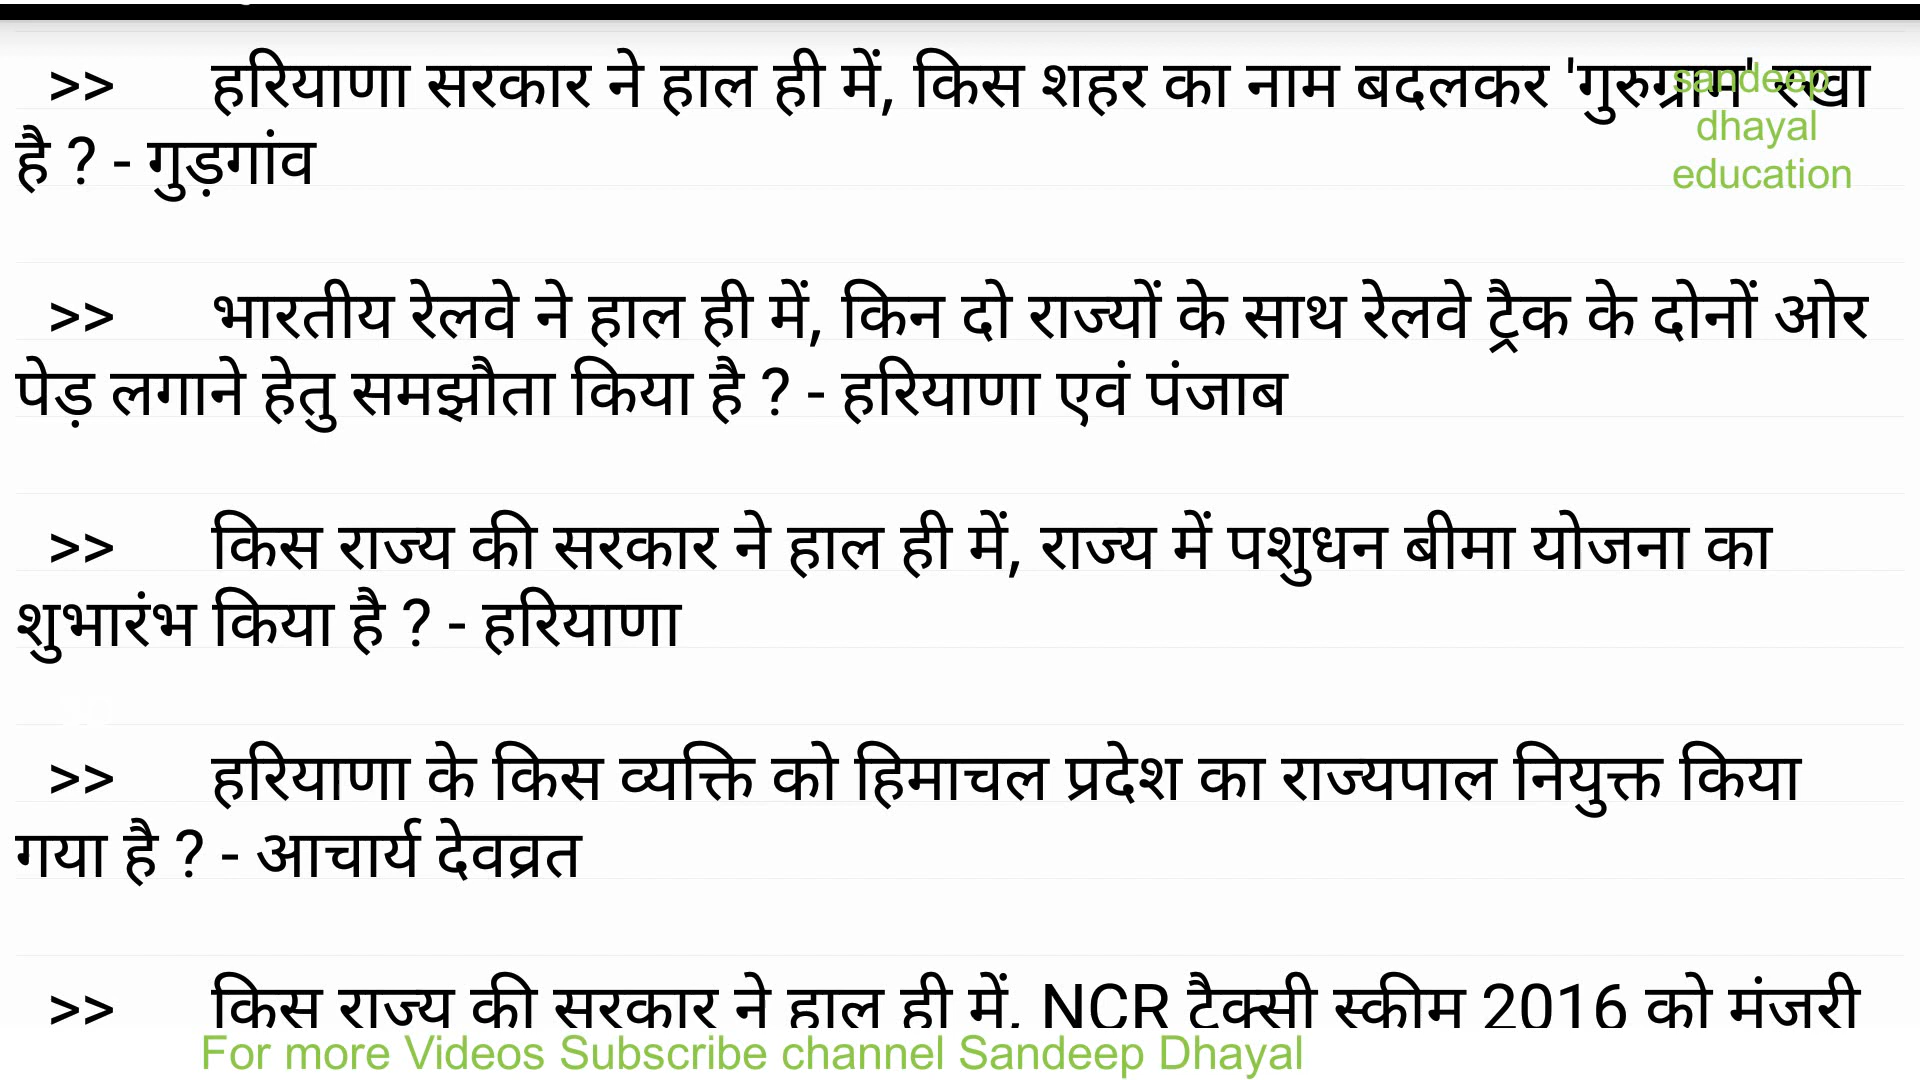 >> हरियाणा सरकार ने हाल ही में, किस शहर का नाम बदलकर 'गुरुग्राम' रखा
है ? - गुड़गांव
sandeep
dhayal
education
>> भारतीय रेलवे ने हाल ही में, किन दो राज्यों के साथ रेलवे ट्रैक के दोनों ओर
पेड़ लगाने हेतु समझौता किया है ? - हरियाणा एवं पंजाब
>> किस राज्य की सरकार ने हाल ही में, राज्य में पशुधन बीमा योजना का
शुभारंभ किया है ? - हरियाणा
>> हरियाणा के किस व्यक्ति को हिमाचल प्रदेश का राज्यपाल नियुक्त किया
गया है ? - आचार्य देवव्रत
>> किस राज्य की सरकार ने हाल ही में, NCR टैक्सी स्कीम 2016 को मंजरी
For more Videos Subscribe channel Sandeep Dhayal